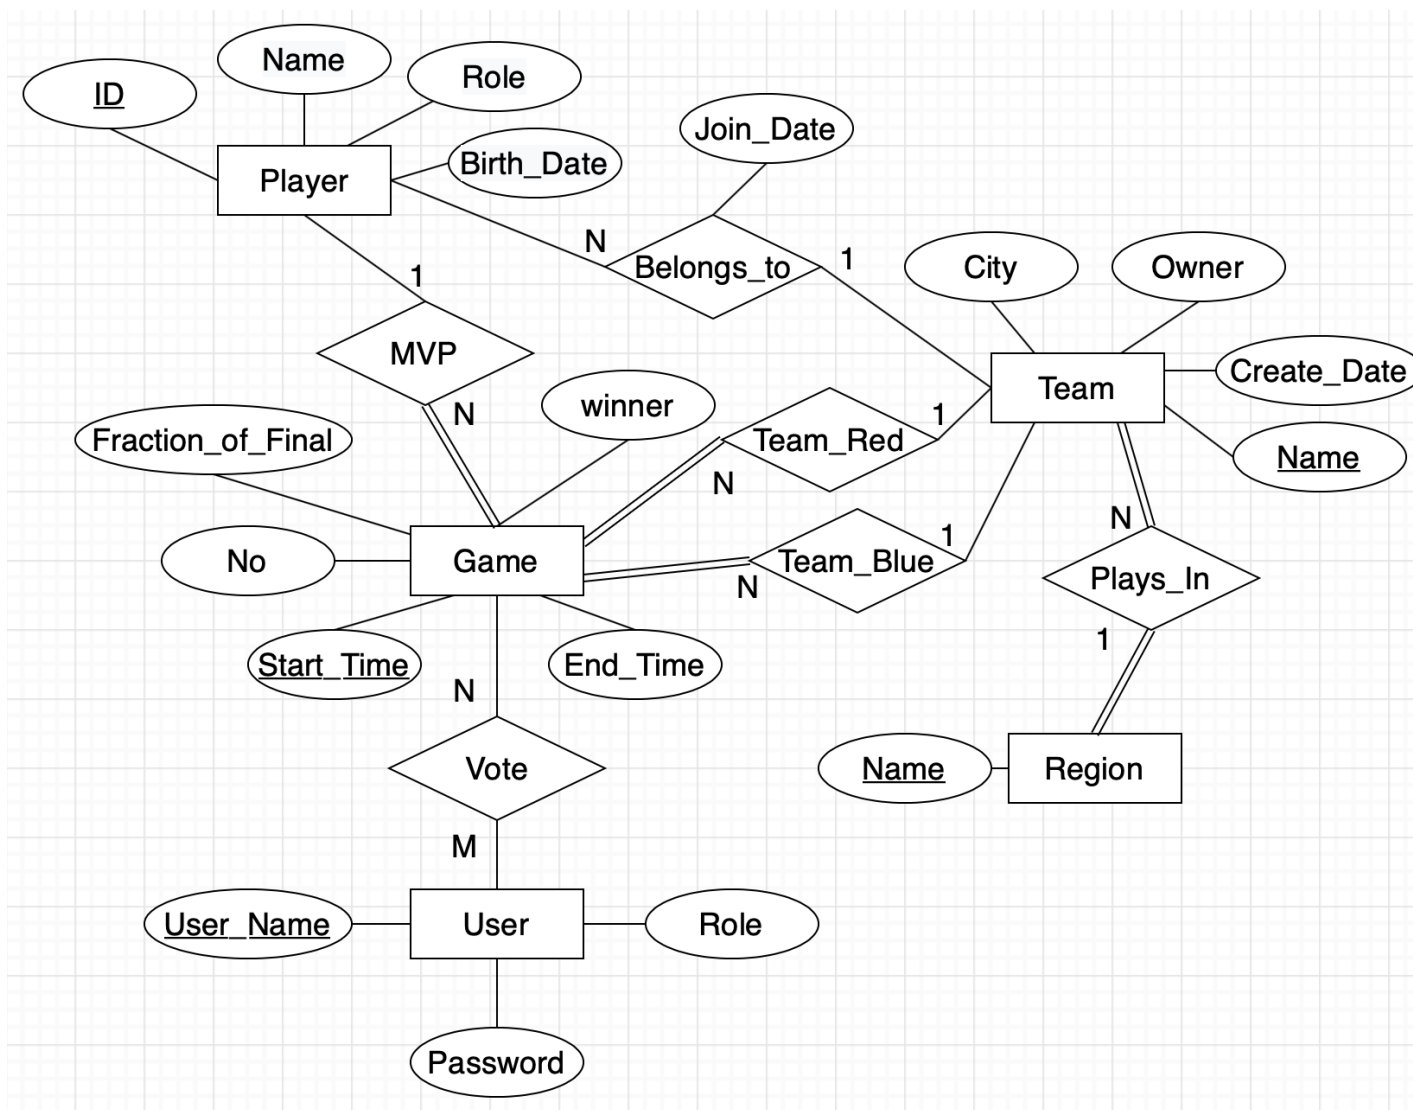 Name
Role
ID
Join_Date
Birth_Date
Player
N
1
Belongs_to
City
Owner
1
MVP
Create_Date
Team
winner
N
1
Fraction_of_Final
Team_Red
Name
N
N
1
No
Game
Team_Blue
N
Plays_In
1
Start_Time
End_Time
N
Vote
Name
Region
M
User_Name
User
Role
Password